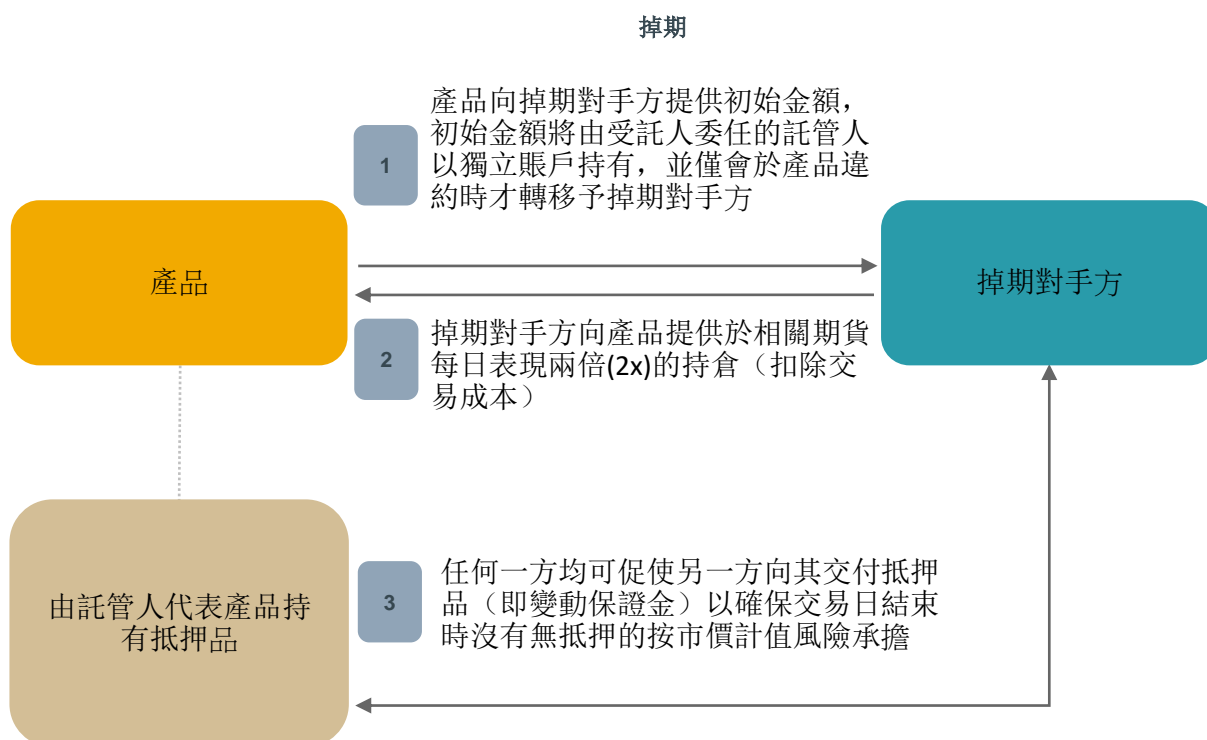 掉期
產品向掉期對手方提供初始金額，
初始金額將由受託人委任的託管人
以獨立賬戶持有，並僅會於產品違
約時才轉移予掉期對手方
1
產品
掉期對手方
2
掉期對手方向產品提供於相關期貨
每日表現兩倍(2x)的持倉（扣除交
易成本）
由託管人代表產品持
有抵押品
3
任何一方均可促使另一方向其交付抵押
品（即變動保證金）以確保交易日結束
時沒有無抵押的按市價計值風險承擔